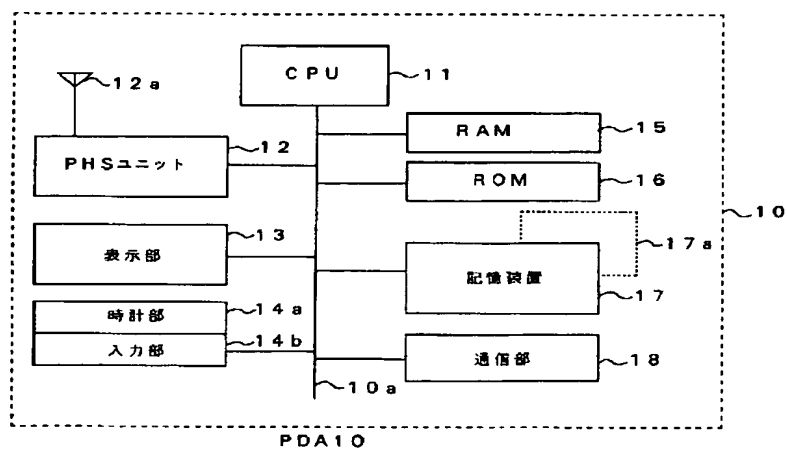 CPU
11
12a
12
PHSユニット
RAM
15
ROM
16
10
13
表示部
17a
記憶装置
17
時計部
14a
入力部
14b
通信部
18
10a
PDA10